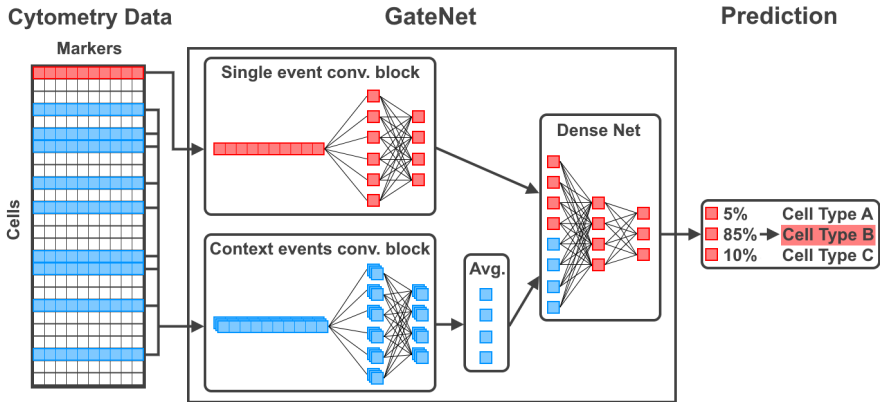 Cytometry Data
GateNet
Prediction
Markers
Cells
Single event conv. block
Context events conv. block
Avg.
Dense Net
5% Cell Type A
85% Cell Type B
10% Cell Type C